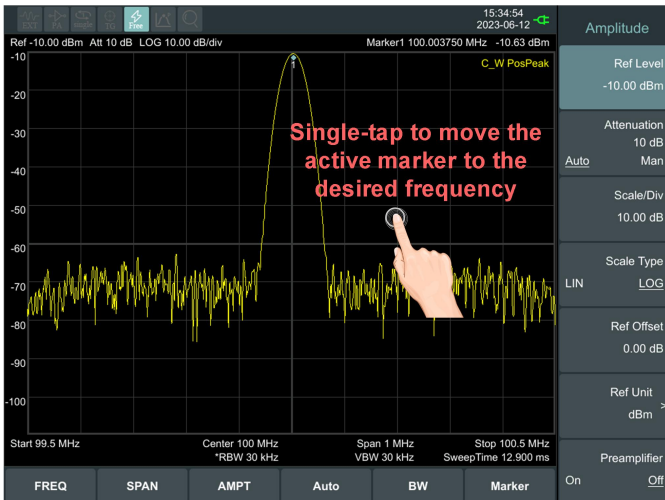 EXT PA TG Free
15:34:54
2023-06-12
Ref -10.00 dBm Att 10 dB LOG 10.00 dB/div Marker1 100.003750 MHz -10.63 dBm
C_W PosPeak
1
-10
-20
-30
-40
-50
-60
-70
-80
-90
-100
Single-tap to move the
active marker to the
desired frequency
Start 99.5 MHz Center 100 MHz Span 1 MHz Stop 100.5 MHz
*RBW 30 kHz VBW 30 kHz SweepTime 12.900 ms
FREQ SPAN AMPT Auto BW Marker
Amplitude
Ref Level
-10.00 dBm
Attenuation
10 dB
Auto Man
Scale/Div
10.00 dB
Scale Type
LIN LOG
Ref Offset
0.00 dB
Ref Unit
dBm >
Preamplifier
On Off